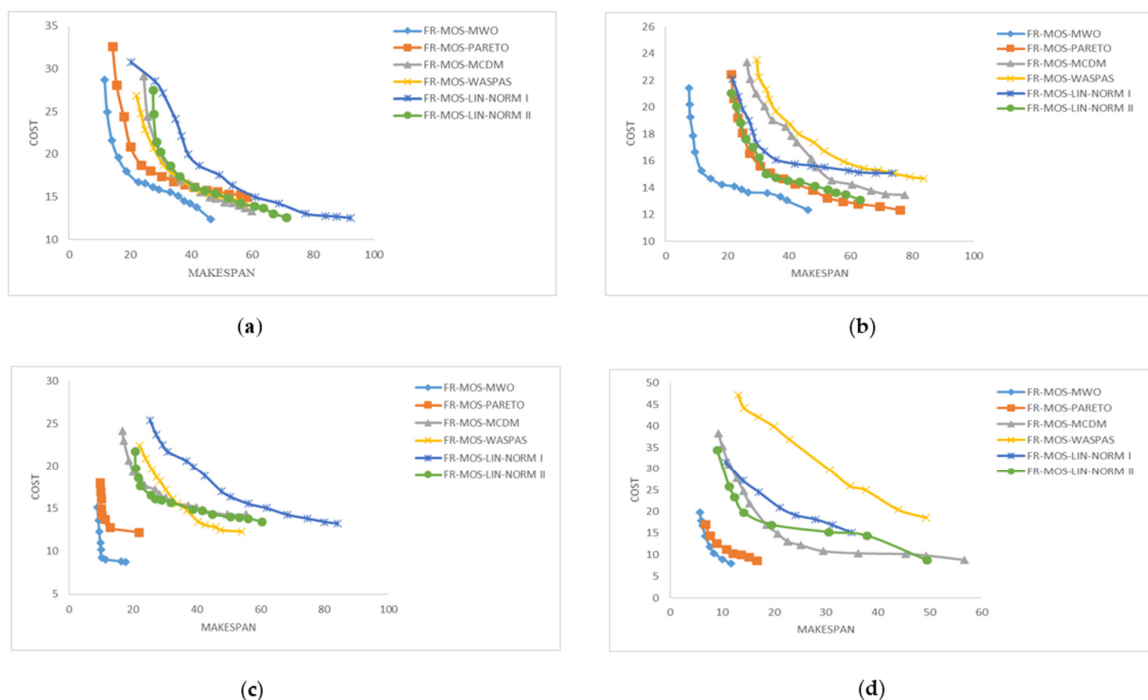 35
30
25
20
15
10
0
20
40
60
80
100
COST
MAKESPAN
FR-MOS-MWO
FR-MOS-PARETO
FR-MOS-MCDM
FR-MOS-WASPAS
FR-MOS-LIN-NORM I
FR-MOS-LIN-NORM II
(a)
26
24
22
20
18
16
14
12
10
0
20
40
60
80
100
COST
MAKESPAN
FR-MOS-MWO
FR-MOS-PARETO
FR-MOS-MCDM
FR-MOS-WASPAS
FR-MOS-LIN-NORM I
FR-MOS-LIN-NORM II
(b)
30
25
20
15
10
5
0
20
40
60
80
100
COST
MAKESPAN
FR-MOS-MWO
FR-MOS-PARETO
FR-MOS-MCDM
FR-MOS-WASPAS
FR-MOS-LIN-NORM I
FR-MOS-LIN-NORM II
(c)
50
45
40
35
30
25
20
15
10
5
0
0
10
20
30
40
50
60
COST
MAKESPAN
FR-MOS-MWO
FR-MOS-PARETO
FR-MOS-MCDM
FR-MOS-WASPAS
FR-MOS-LIN-NORM I
FR-MOS-LIN-NORM II
(d)